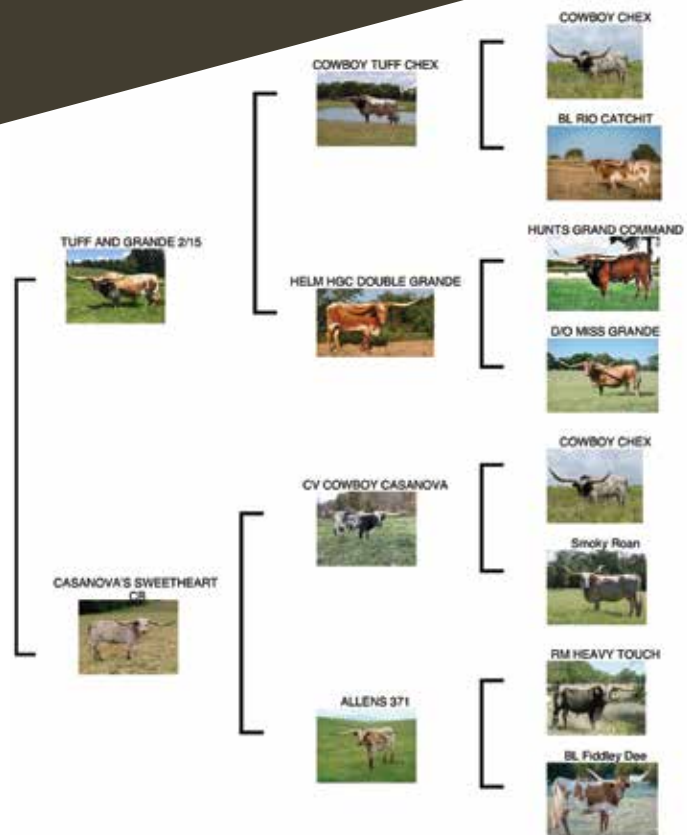 COWBOY CHEX
COWBOY TUFF CHEX
BL RIO CATCHIT
TUFF AND GRANDE 2/15
HUNTS GRAND COMMAND
HELM HGC DOUBLE GRANDE
D/O MISS GRANDE
COWBOY CHEX
CV COWBOY CASANOVA
Smoky Roan
CASANOVA'S SWEETHEART
CB
RM HEAVY TOUCH
ALLENS 371
BL Fiddley Dee